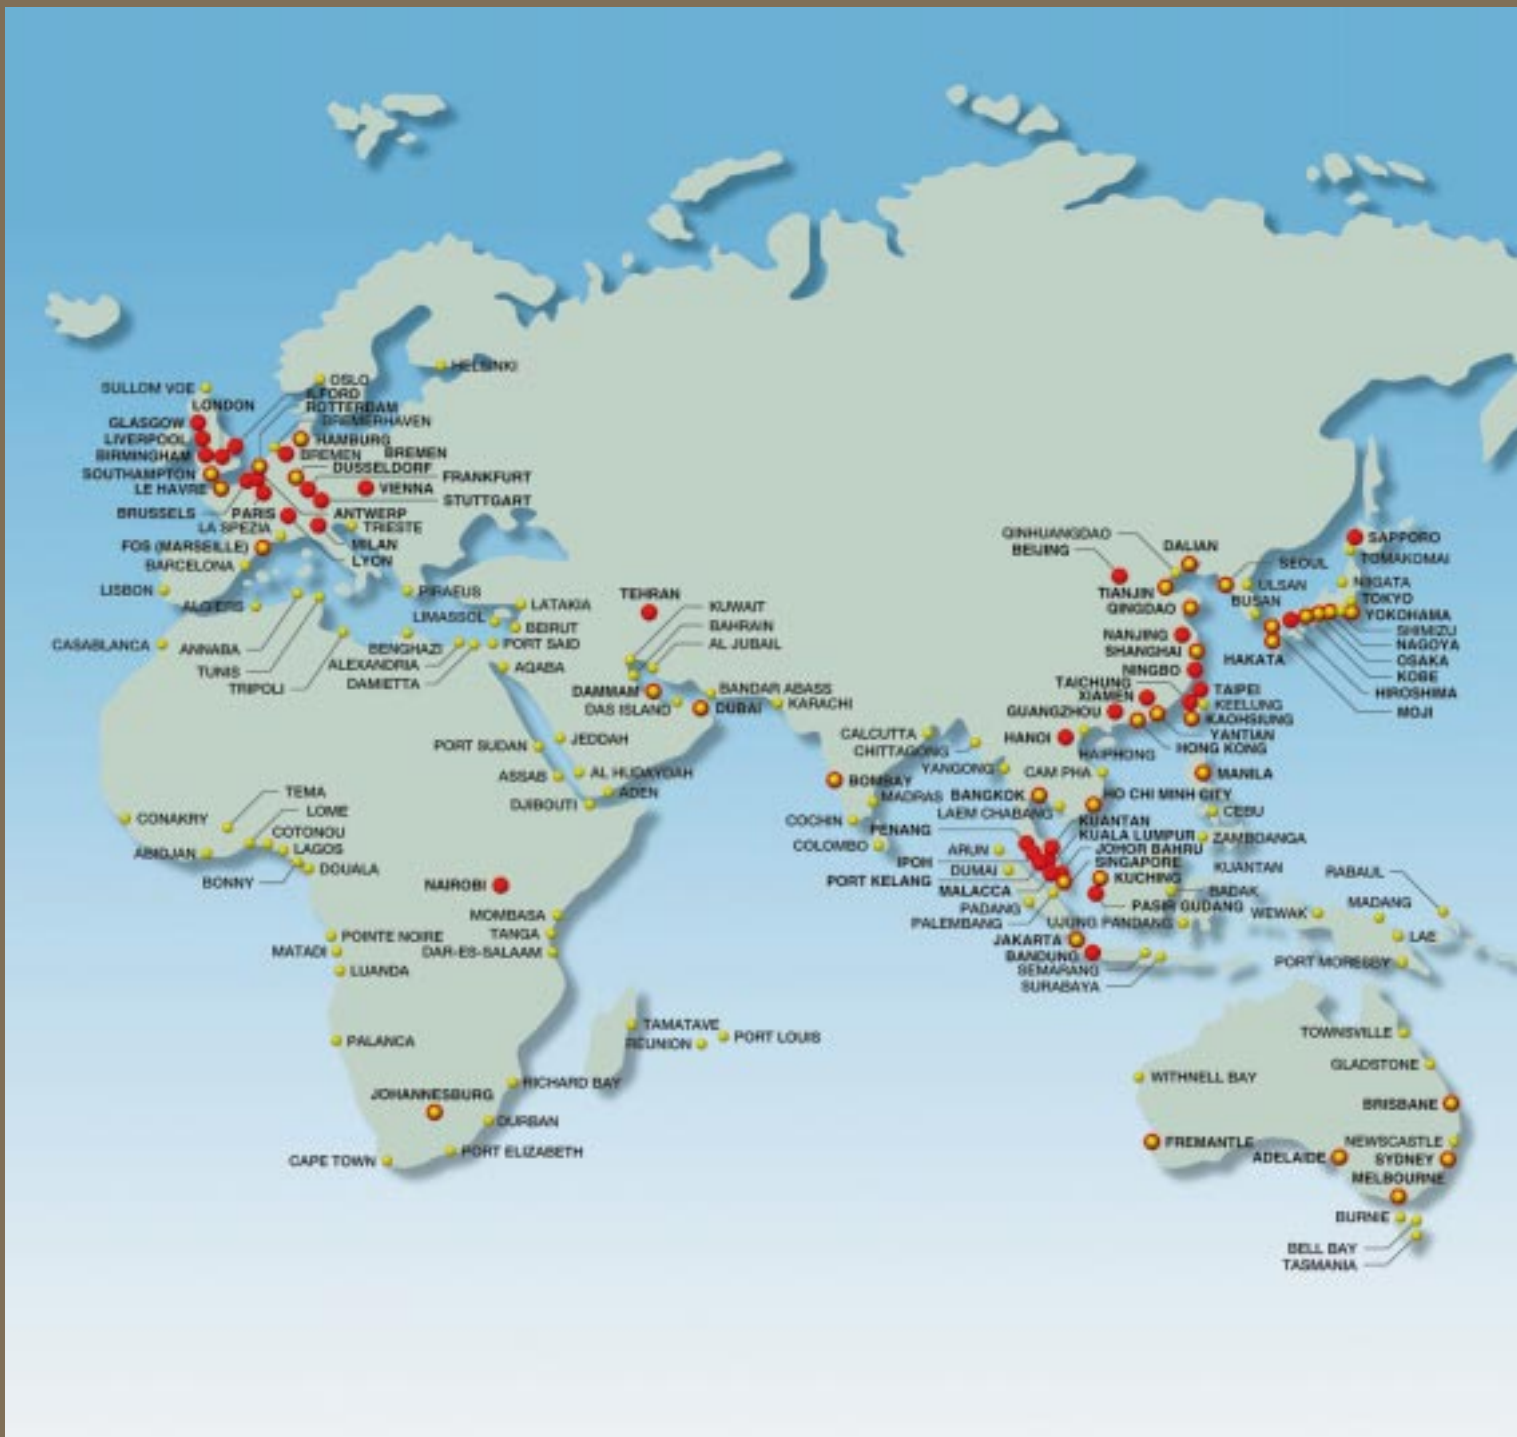 HELSINKI
OSLO
SULLOM VOE
ILFORD
LONDON
ROTTERDAM
GLASGOW
BREMERHAVEN
LIVERPOOL
HAMBURG
BIRMINGHAM
BREMEN
BREMEN
SOUTHAMPTON
DUSSELDORF
FRANKFURT
LE HAVRE
VIENNA
STUTTGART
BRUSSELS
PARIS
ANTWERP
LA SPEZIA
TRIESTE
FOS (MARSEILLE)
MILAN
LYON
BARCELONA
LISBON
PIRAEUS
ALGIERS
LATAKIA
LIMASSOL
BEIRUT
CASABLANCA
ANNABA
BENGHAZI
PORT SAID
TUNIS
ALEXANDRIA
AQABA
TRIPOLI
DAMIETTA
TEHRAN
KUWAIT
BAHRAIN
AL JUBAIL
DAMMAM
BANDAR ABASS
DAS ISLAND
DUBAI
KARACHI
PORT SUDAN
JEDDAH
ASSAB
AL HUDAYDAH
ADEN
DJIBOUTI
TEMA
CONAKRY
LOME
COTONOU
ABIDJAN
LAGOS
BONNY
DOUALA
NAIROBI
MOMBASA
POINTE NOIRE
TANGA
MATADI
DAR-ES-SALAAM
LUANDA
PALANCA
TAMATAVE
REUNION
PORT LOUIS
RICHARD BAY
JOHANNESBURG
DURBAN
PORT ELIZABETH
CAPE TOWN
QINHUANGDAO
BEIJING
DALIAN
SEOUL
SAPPORO
TOMAKOMAI
TIANJIN
ULSAN
NIIGATA
QINGDAO
BUSAN
TOKYO
YOKOHAMA
NANJING
SHIMIZU
SHANGHAI
HAKATA
NAGOYA
NINGBO
OSAKA
TAICHUNG
KOBE
XIAMEN
TAIPEI
HIROSHIMA
KEELUNG
GUANGZHOU
KAOHSIUNG
MOJI
HANOI
YANTIAN
HAIPHONG
HONG KONG
CALCUTTA
CHITTAGONG
YANGONG
CAM PHA
MANILA
BOMBAY
BANGKOK
HO CHI MINH CITY
MADRAS
LAEM CHABANG
CEBU
COCHIN
PENANG
KUANTAN
COLOMBO
KUALA LUMPUR
ZAMBOANGA
ARUN
JOHOR BAHRU
IPOH
SINGAPORE
KUANTAN
DUMAI
KUCHING
PORT KELANG
MALACCA
BADAK
PADANG
PASIR GUDANG
PALEMBANG
UJUNG PANDANG
WEWAK
MADANG
RABAUL
LAE
JAKARTA
BANDUNG
PORT MORESBY
SEMARANG
SURABAYA
TOWNSVILLE
GLADSTONE
WITHNELL BAY
BRISBANE
FREMANTLE
NEWSCASTLE
ADELAIDE
SYDNEY
MELBOURNE
BURNIE
BELL BAY
TASMANIA